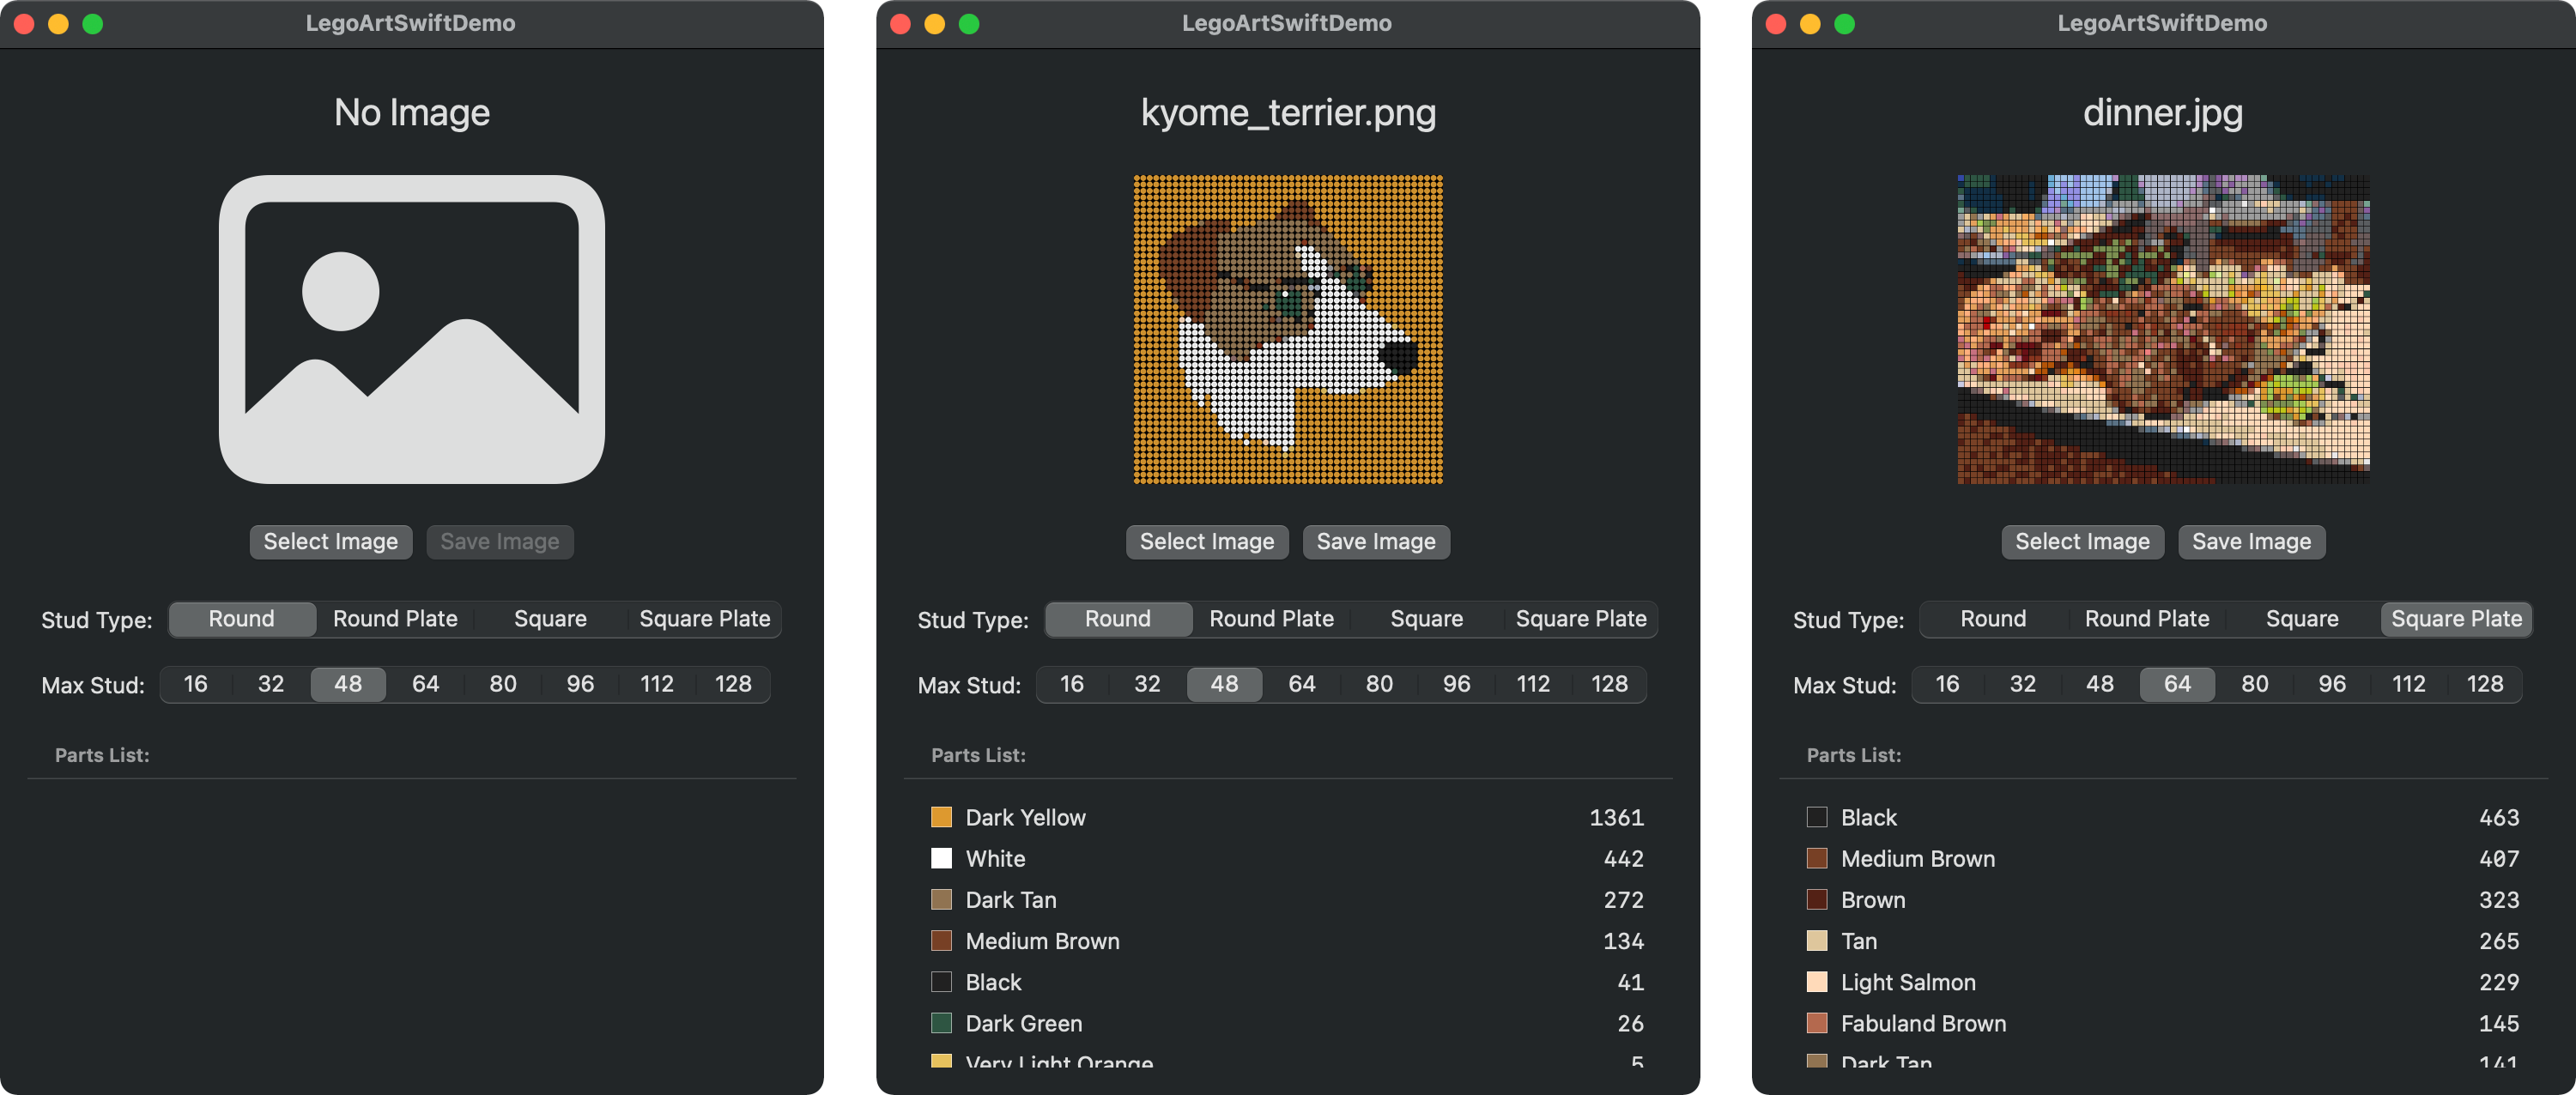 LegoArtSwiftDemo
No Image
Select Image Save Image
Stud Type: Round Round Plate Square Square Plate
Max Stud: 16 32 48 64 80 96 112 128
Parts List:
LegoArtSwiftDemo
kyome_terrier.png
Select Image Save Image
Stud Type: Round Round Plate Square Square Plate
Max Stud: 16 32 48 64 80 96 112 128
Parts List:
Dark Yellow 1361
White 442
Dark Tan 272
Medium Brown 134
Black 41
Dark Green 26
Very Light Orange 5
LegoArtSwiftDemo
dinner.jpg
Select Image Save Image
Stud Type: Round Round Plate Square Square Plate
Max Stud: 16 32 48 64 80 96 112 128
Parts List:
Black 463
Medium Brown 407
Brown 323
Tan 265
Light Salmon 229
Fabuland Brown 145
Dark Tan 141